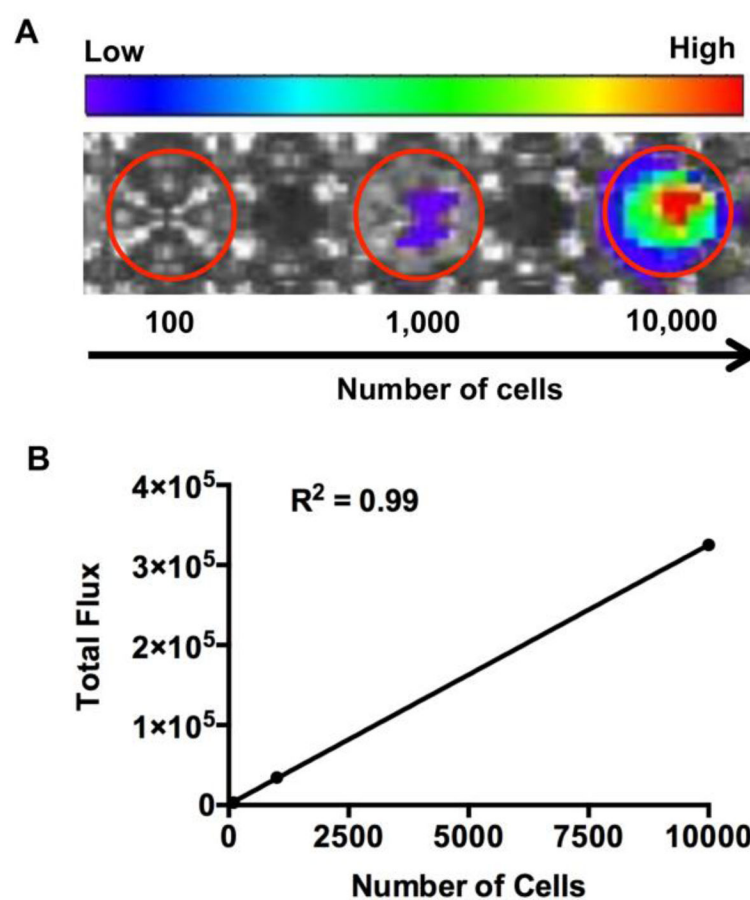 A
Low High
100 1,000 10,000
Number of cells
B
4×10⁵
R² = 0.99
3×10⁵
2×10⁵
1×10⁵
0
Total Flux
0 2500 5000 7500 10000
Number of Cells